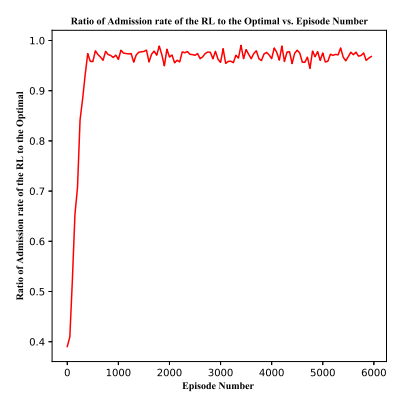 Ratio of Admission rate of the RL to the Optimal vs. Episode Number
Ratio of Admission rate of the RL to the Optimal
1.0
0.9
0.8
0.7
0.6
0.5
0.4
0 1000 2000 3000 4000 5000 6000
Episode Number